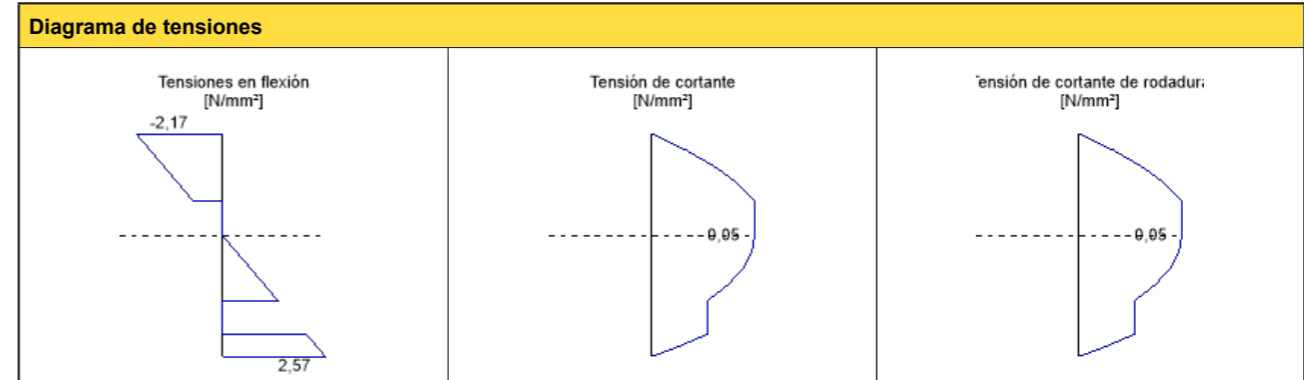 Diagrama de tensiones
Tensiones en flexión
[N/mm²]
-2,17
2,57
Tensión de cortante
[N/mm²]
0,05
ensión de cortante de rodadur
[N/mm²]
0,05